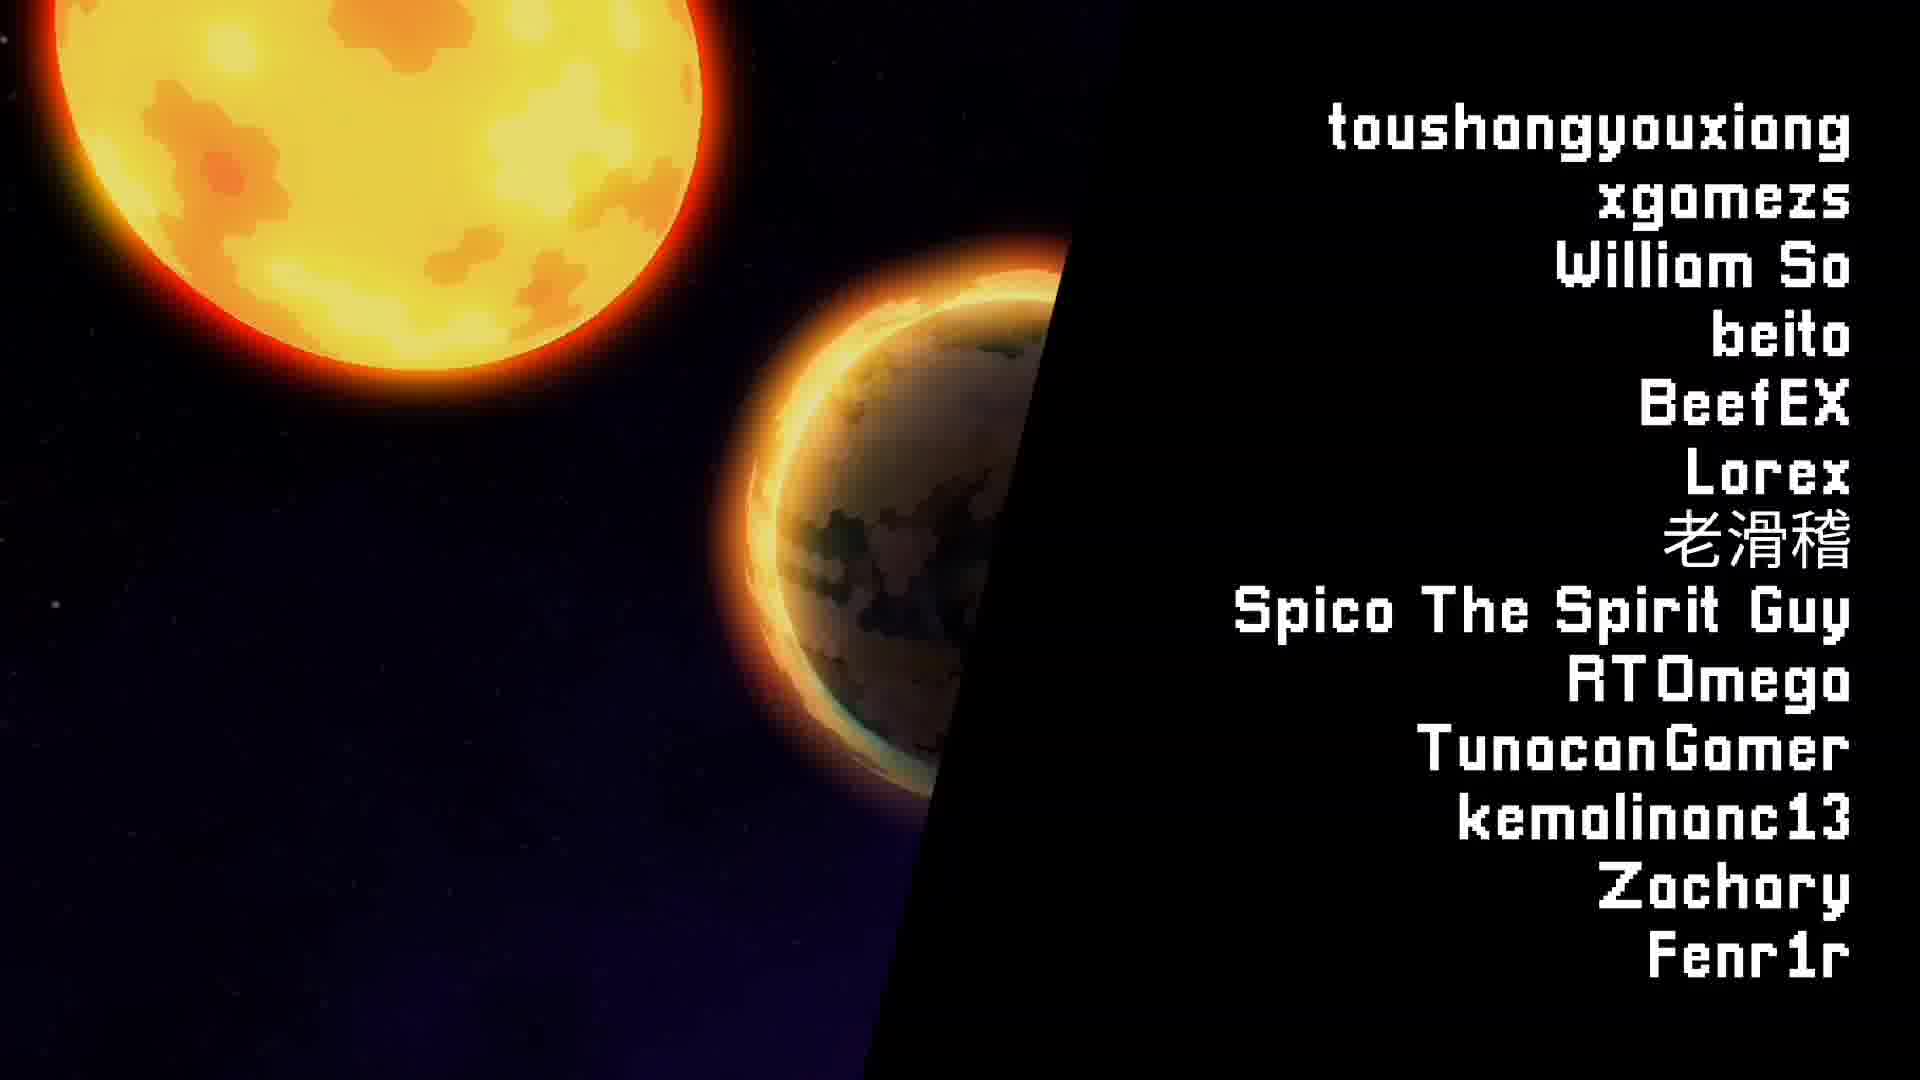 toushangyouxiang
xgamezs
William So
beito
BeefEX
Lorex
老滑稽
Spico The Spirit Guy
RTOmega
TunacanGamer
kemalinanc13
Zachary
Fenr1r